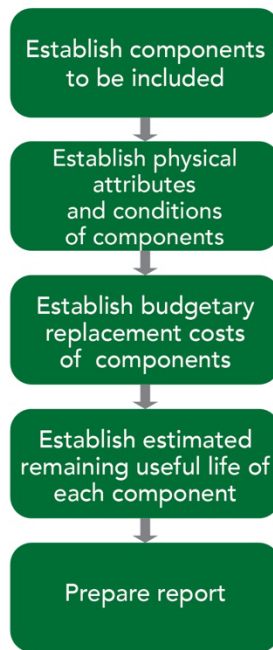 Establish components
to be included
Establish physical
attributes
and conditions
of components
Establish budgetary
replacement costs
of components
Establish estimated
remaining useful life of
each component
Prepare report